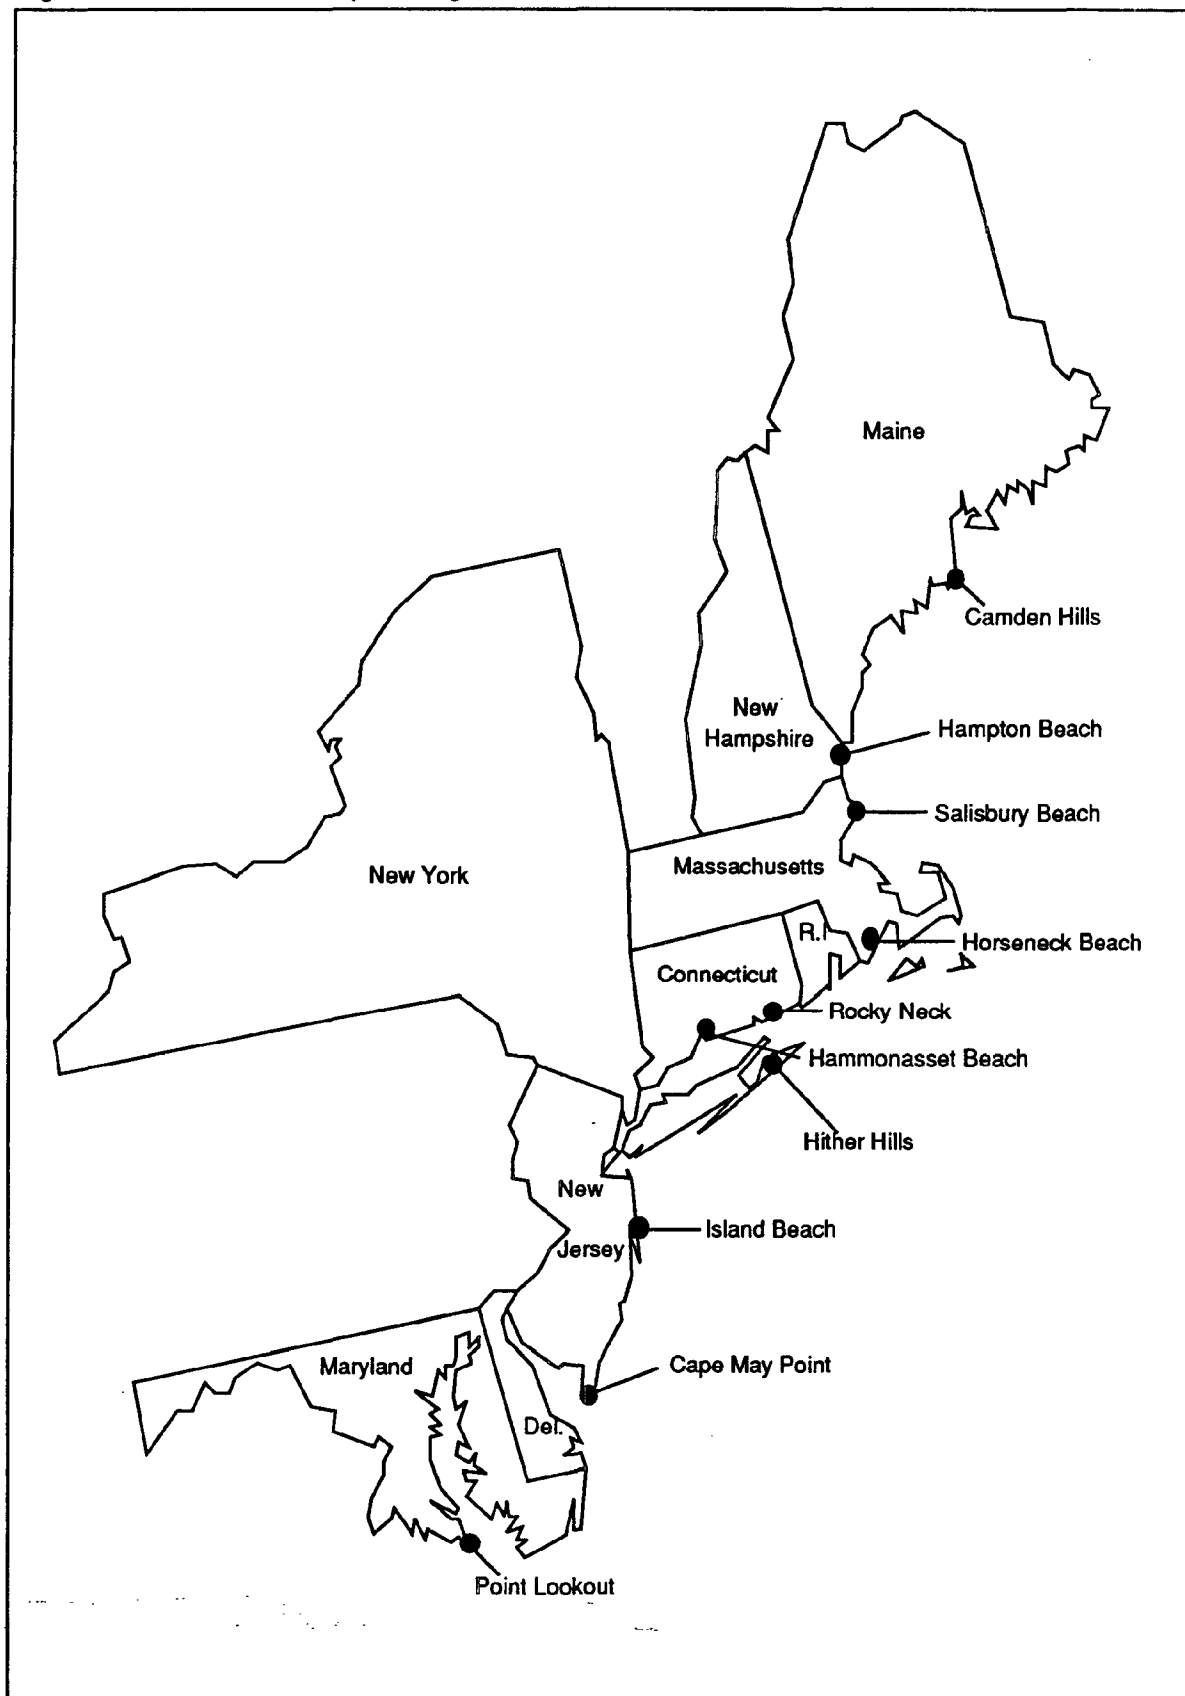 Maine
Camden Hills
New
Hampshire
Hampton Beach
Salisbury Beach
Massachusetts
New York
R.I
Horseneck Beach
Connecticut
Rocky Neck
Hammonasset Beach
Hither Hills
New
Jersey
Island Beach
Maryland
Cape May Point
Del.
Point Lookout